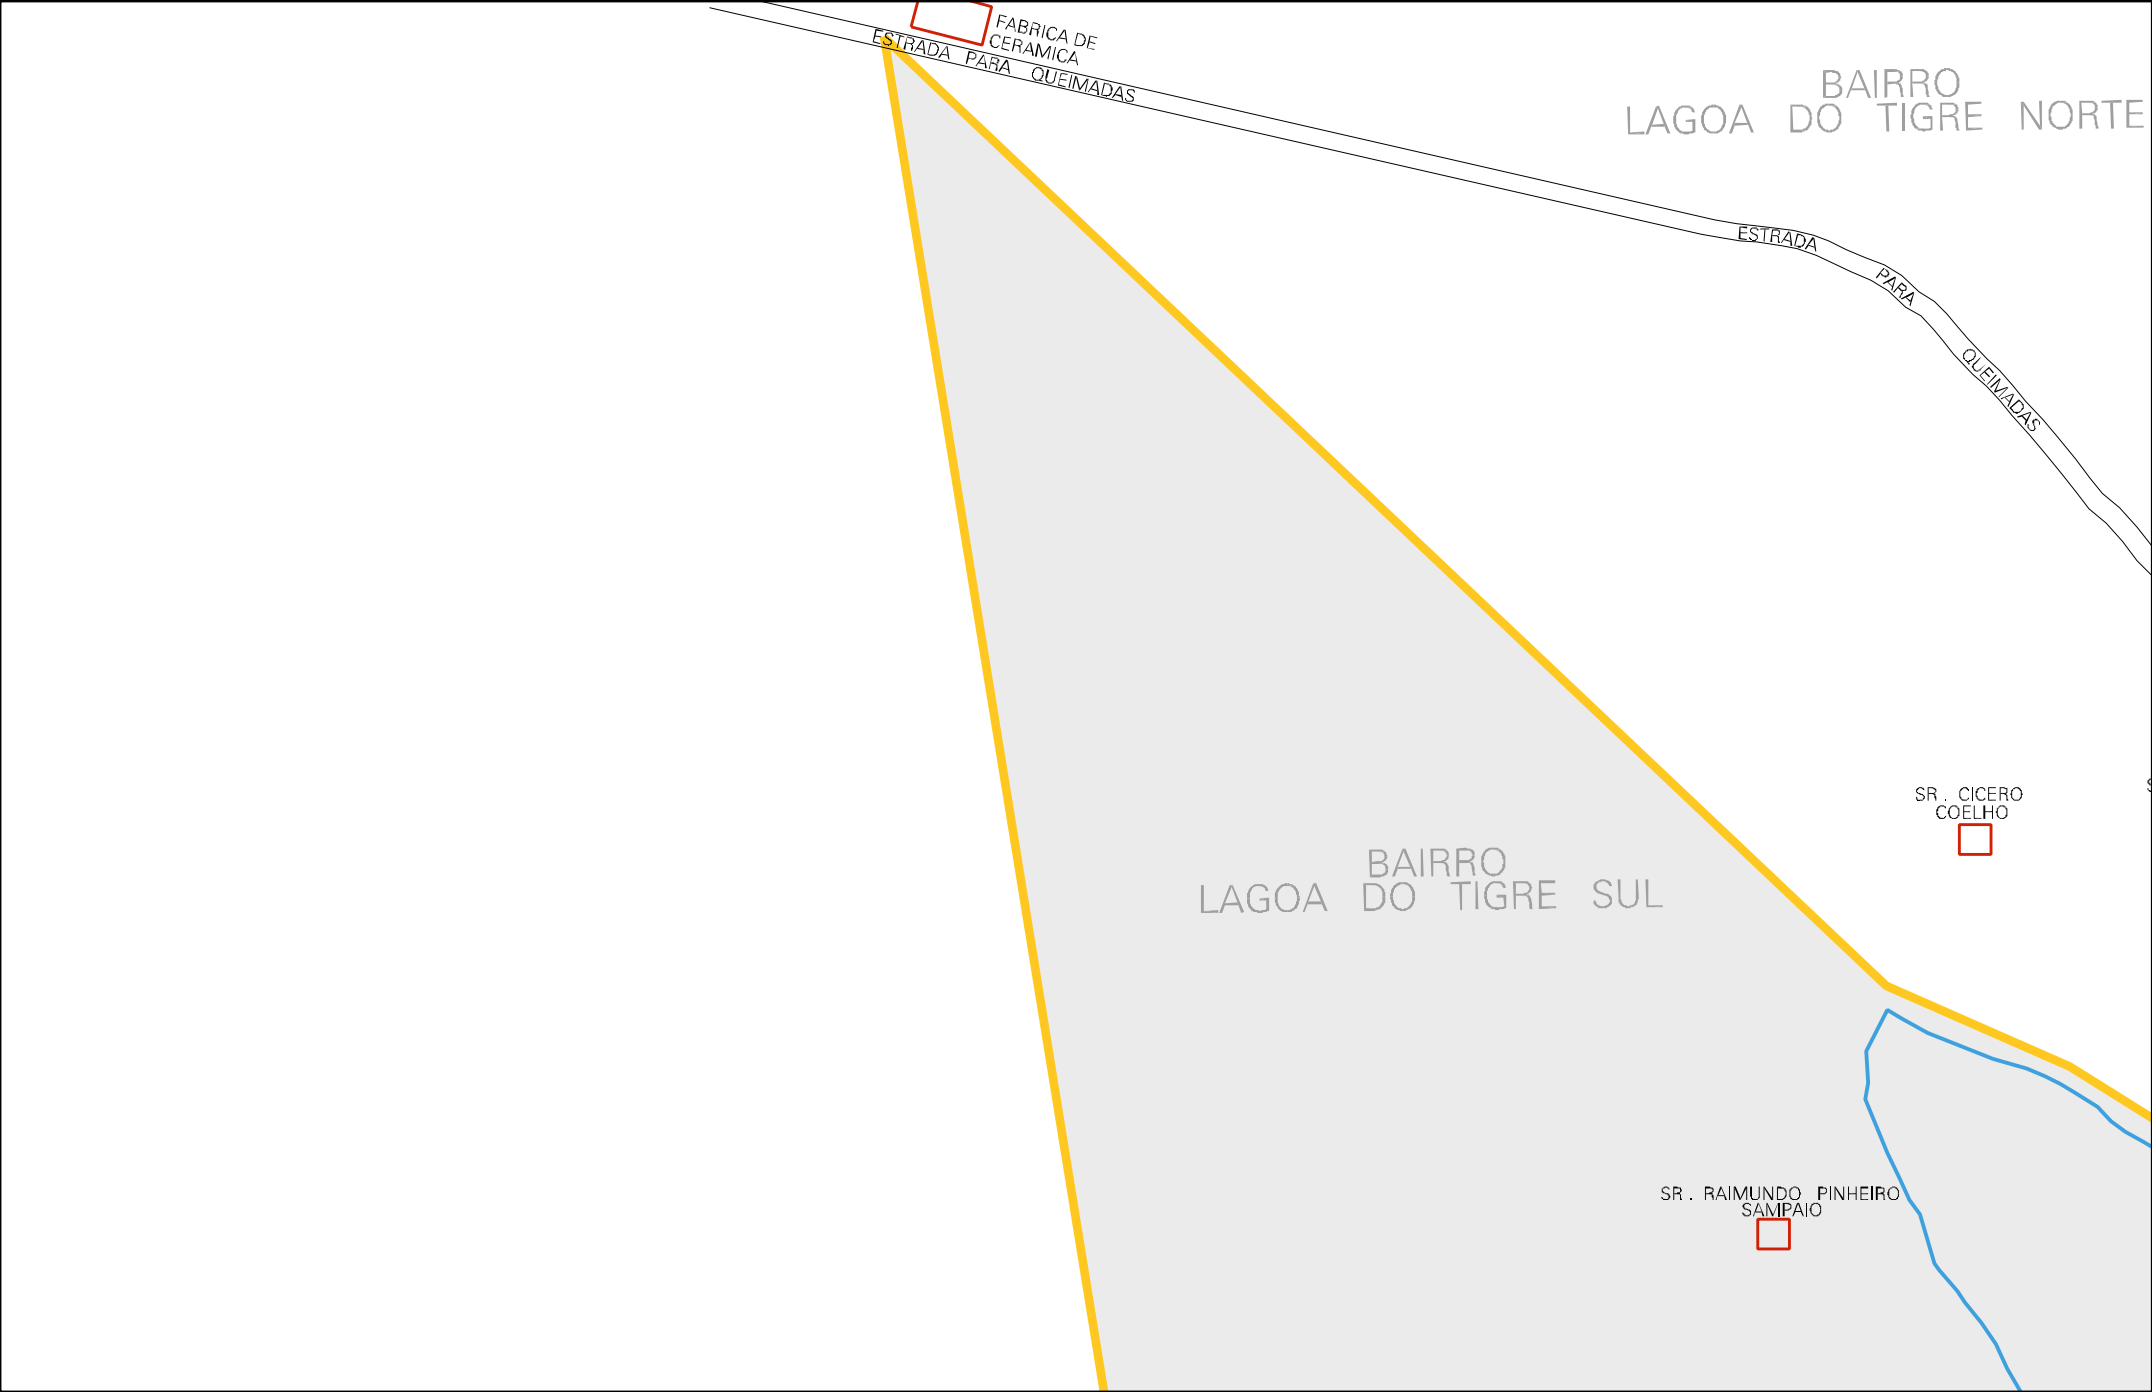 FABRICA DE
CERAMICA
ESTRADA PARA QUEIMADAS
BAIRRO
LAGOA DO TIGRE NORTE
ESTRADA
PARA
QUEIMADAS
SR. CICERO
COELHO
BAIRRO
LAGOA DO TIGRE SUL
SR. RAIMUNDO PINHEIRO
SAMPAIO